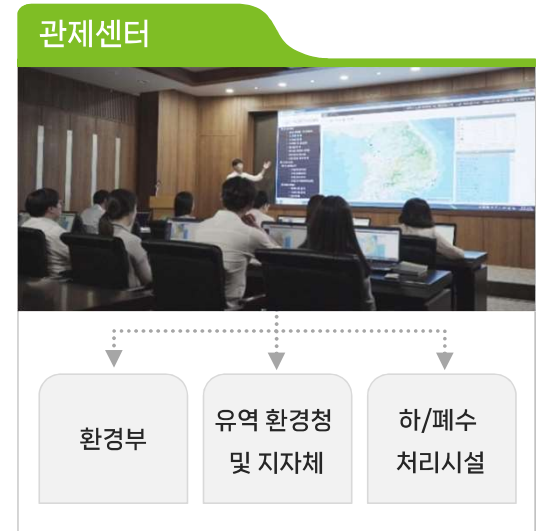 관제센터
환경부
유역 환경청
및 지자체
하/폐수
처리시설